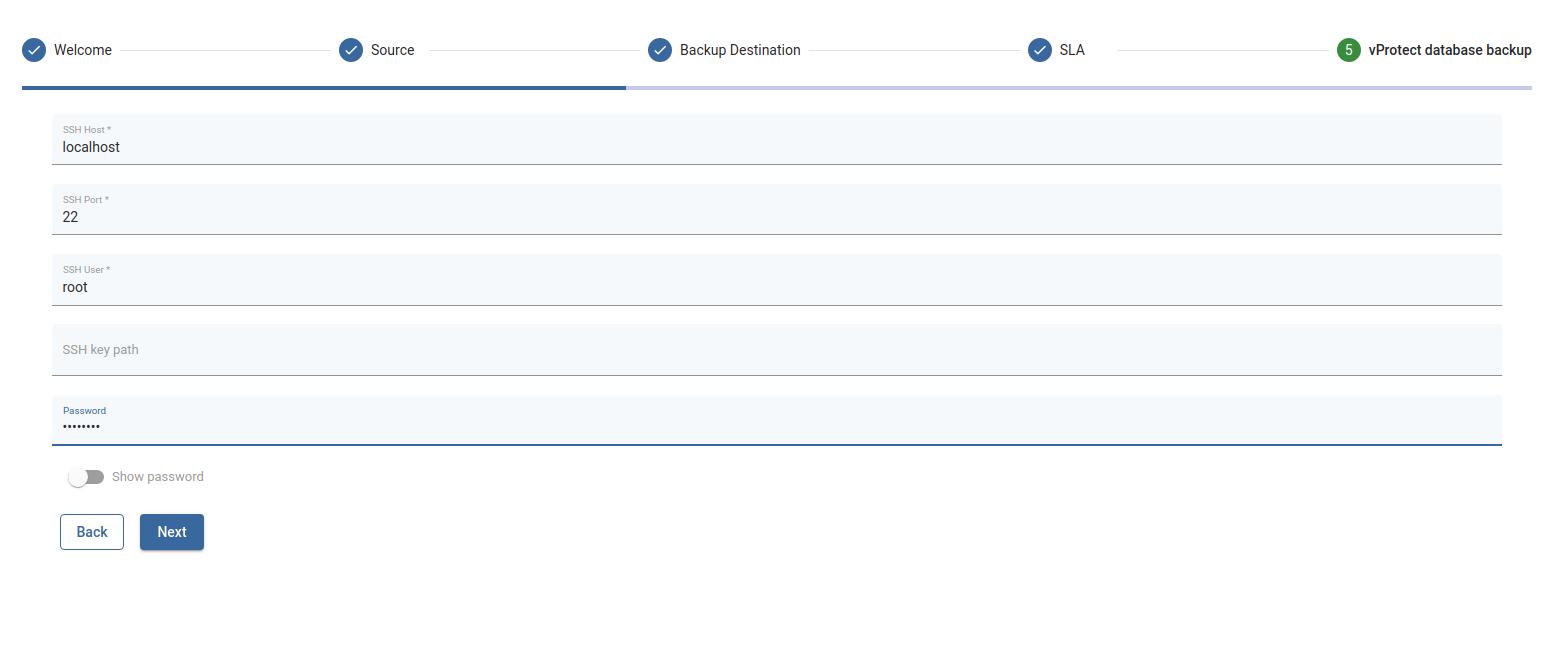 Welcome
Source
Backup Destination
SLA
5 vProtect database backup
SSH Host *
localhost
SSH Port *
22
SSH User *
root
SSH key path
Password
••••••••
Show password
Back
Next